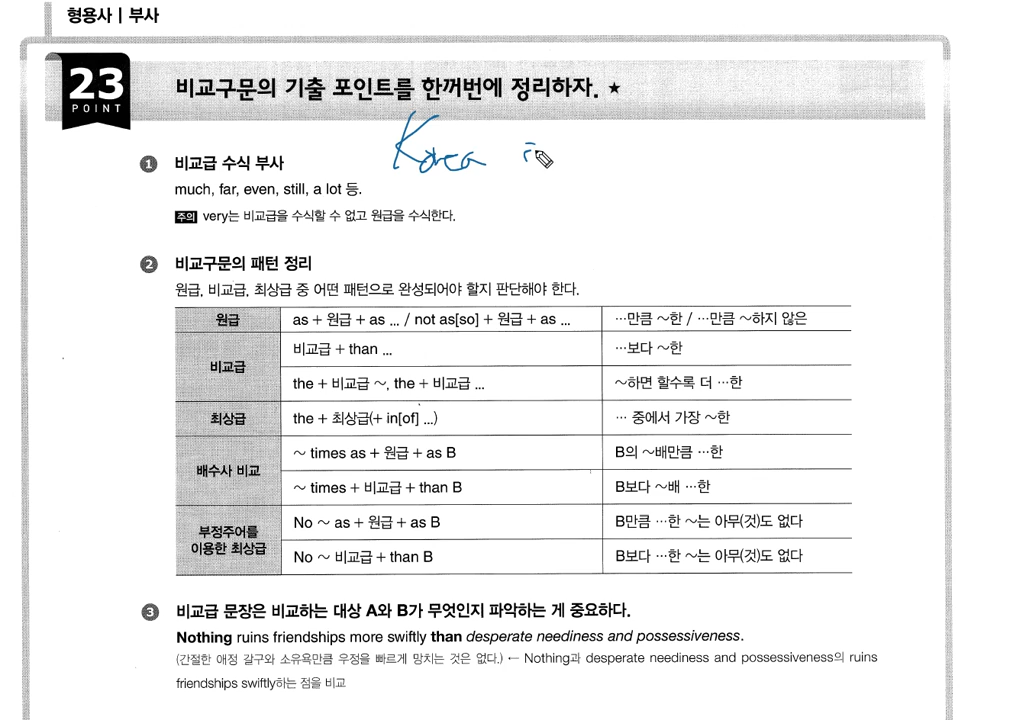 형용사 | 부사
23
POINT
비교구문의 기출 포인트를 한꺼번에 정리하자. ★
Korea
1 비교급 수식 부사
much, far, even, still, a lot 등.
주의 very는 비교급을 수식할 수 없고 원급을 수식한다.
2 비교구문의 패턴 정리
원급, 비교급, 최상급 중 어떤 패턴으로 완성되어야 할지 판단해야 한다.
원급 as + 원급 + as ... / not as[so] + 원급 + as ... …만큼 ~한 / …만큼 ~하지 않은
비교급 비교급 + than ... …보다 ~한
the + 비교급 ~, the + 비교급 ... ~하면 할수록 더 …한
최상급 the + 최상급(+ in[of] ...) … 중에서 가장 ~한
배수사 비교 ~ times as + 원급 + as B B의 ~배만큼 …한
~ times + 비교급 + than B B보다 ~배 …한
부정주어를 이용한 최상급 No ~ as + 원급 + as B B만큼 …한 ~는 아무(것)도 없다
No ~ 비교급 + than B B보다 …한 ~는 아무(것)도 없다
3 비교급 문장은 비교하는 대상 A와 B가 무엇인지 파악하는 게 중요하다.
Nothing ruins friendships more swiftly than desperate neediness and possessiveness.
(간절한 애정 갈구와 소유욕만큼 우정을 빠르게 망치는 것은 없다.) ← Nothing과 desperate neediness and possessiveness의 ruins
friendships swiftly하는 점을 비교